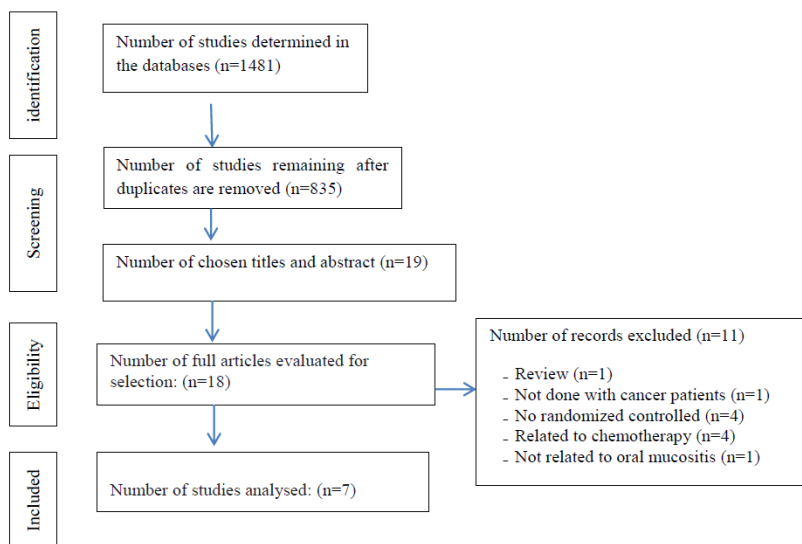 identification
Number of studies determined in
the databases (n=1481)
Screening
Number of studies remaining after
duplicates are removed (n=835)
Number of chosen titles and abstract (n=19)
Eligibility
Number of full articles evaluated for
selection: (n=18)
Number of records excluded (n=11)
- Review (n=1)
- Not done with cancer patients (n=1)
- No randomized controlled (n=4)
- Related to chemotherapy (n=4)
- Not related to oral mucositis (n=1)
Included
Number of studies analysed: (n=7)